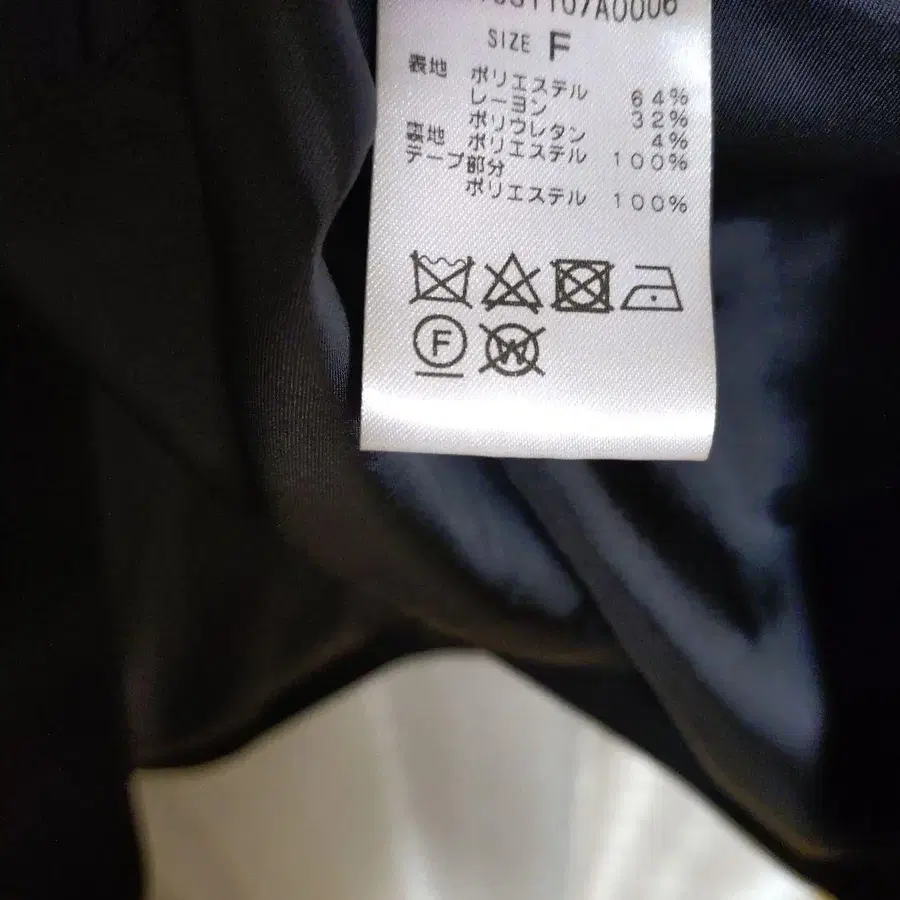 SIZE F
表地 ポリエステル 64%
レーヨン 32%
ポリウレタン 4%
裏地 ポリエステル 100%
テープ部分
ポリエステル 100%
F W